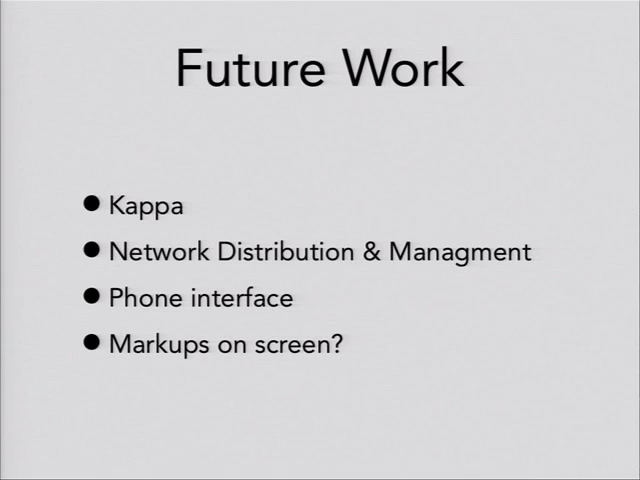 Future Work
• Kappa
• Network Distribution & Managment
• Phone interface
• Markups on screen?